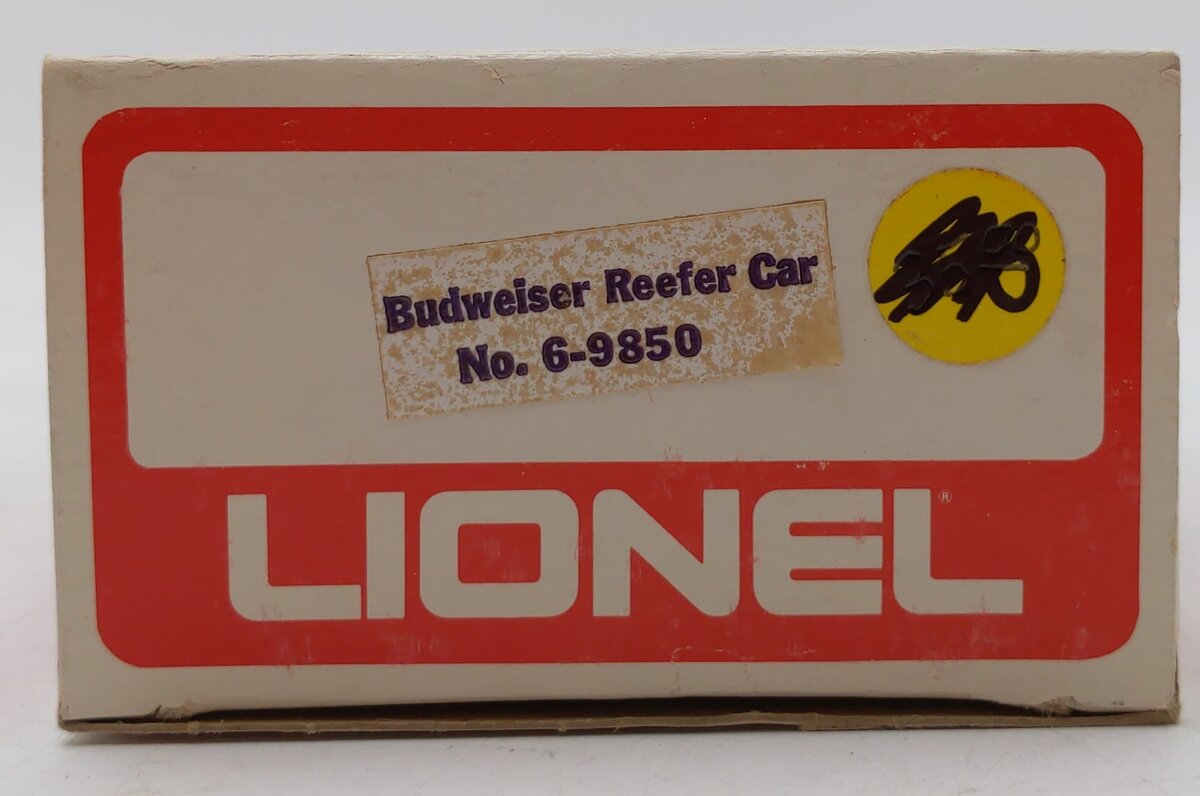 Budweiser Reefer Car
No. 6-9850
LIONEL®